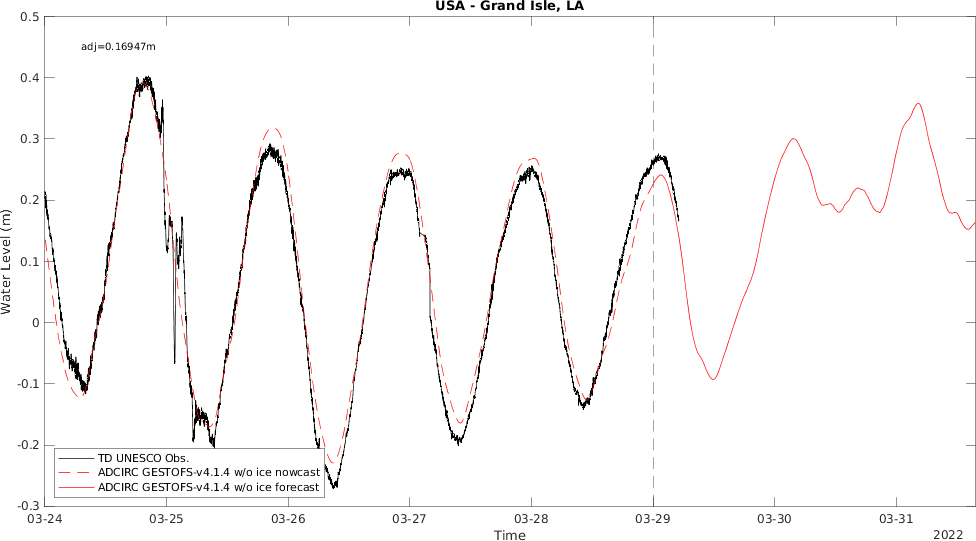 USA - Grand Isle, LA
adj=0.16947m
0.5
0.4
0.3
0.2
0.1
0
-0.1
-0.2
-0.3
Water Level (m)
TD UNESCO Obs.
ADCIRC GESTOFS-v4.1.4 w/o ice nowcast
ADCIRC GESTOFS-v4.1.4 w/o ice forecast
03-24 03-25 03-26 03-27 03-28 03-29 03-30 03-31
Time
2022